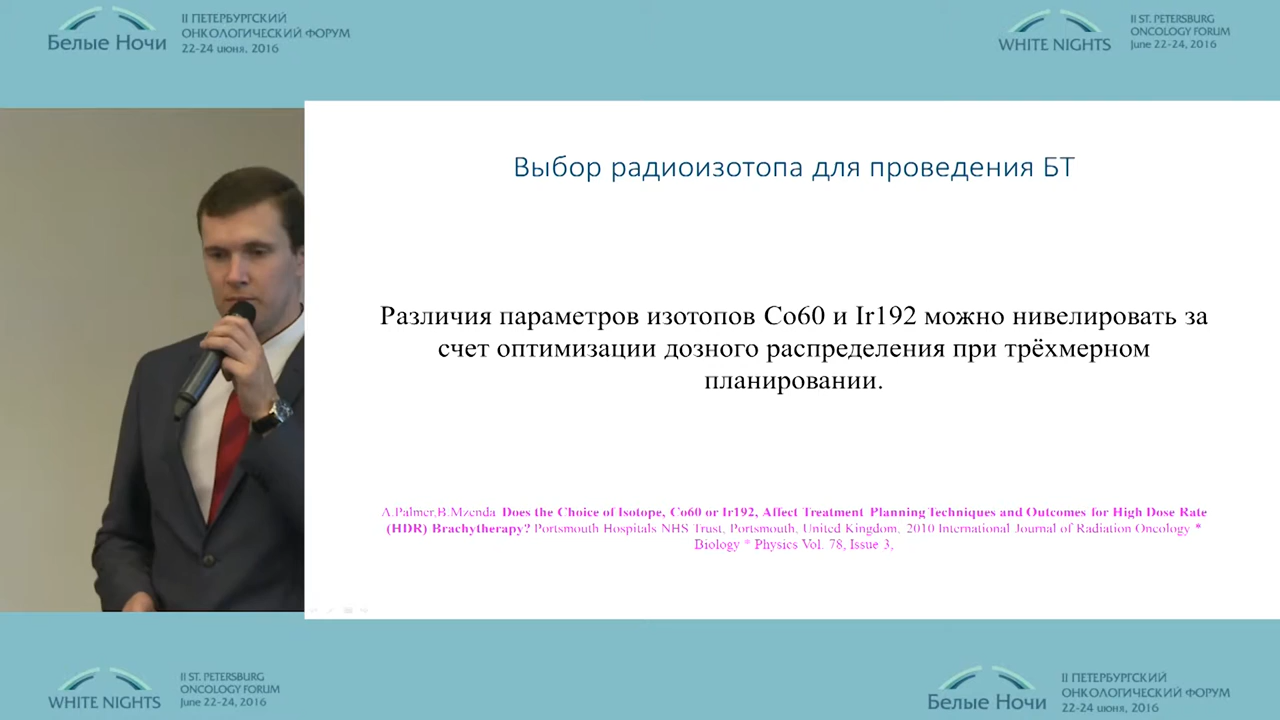 Белые Ночи
II ПЕТЕРБУРГСКИЙ
ОНКОЛОГИЧЕСКИЙ ФОРУМ
22-24 июня, 2016
WHITE NIGHTS
II ST. PETERSBURG
ONCOLOGY FORUM
June 22-24, 2016
Выбор радиоизотопа для проведения БТ
Различия параметров изотопов Co60 и Ir192 можно нивелировать за
счет оптимизации дозного распределения при трёхмерном
планировании.
A.Palmer,B.Mzenda Does the Choice of Isotope, Co60 or Ir192, Affect Treatment Planning Techniques and Outcomes for High Dose Rate
(HDR) Brachytherapy? Portsmouth Hospitals NHS Trust, Portsmouth, United Kingdom, 2010 International Journal of Radiation Oncology *
Biology * Physics Vol. 78, Issue 3,
WHITE NIGHTS
II ST. PETERSBURG
ONCOLOGY FORUM
June 22-24, 2016
Белые Ночи
II ПЕТЕРБУРГСКИЙ
ОНКОЛОГИЧЕСКИЙ ФОРУМ
22-24 июня, 2016